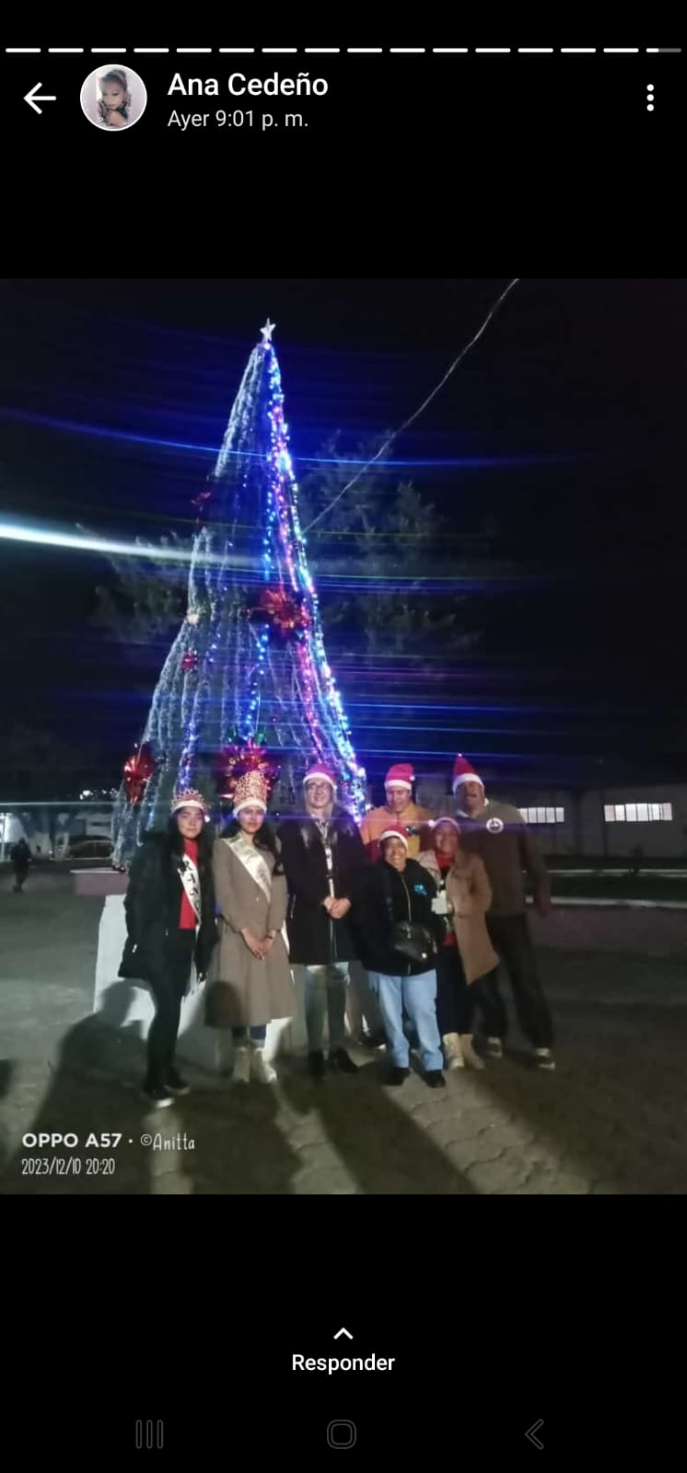 Ana Cedeño
Ayer 9:01 p. m.
OPPO A57 · ©Anitta
2023/12/10 20:20
Responder